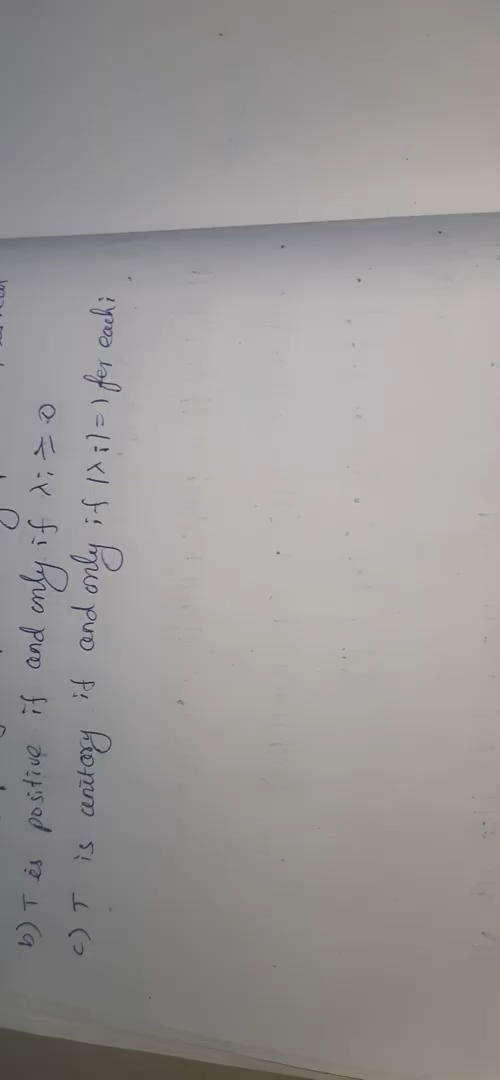 b) T is positive if and only if λi ≥ 0
c) T is unitary if and only if |λi| = 1 for each i